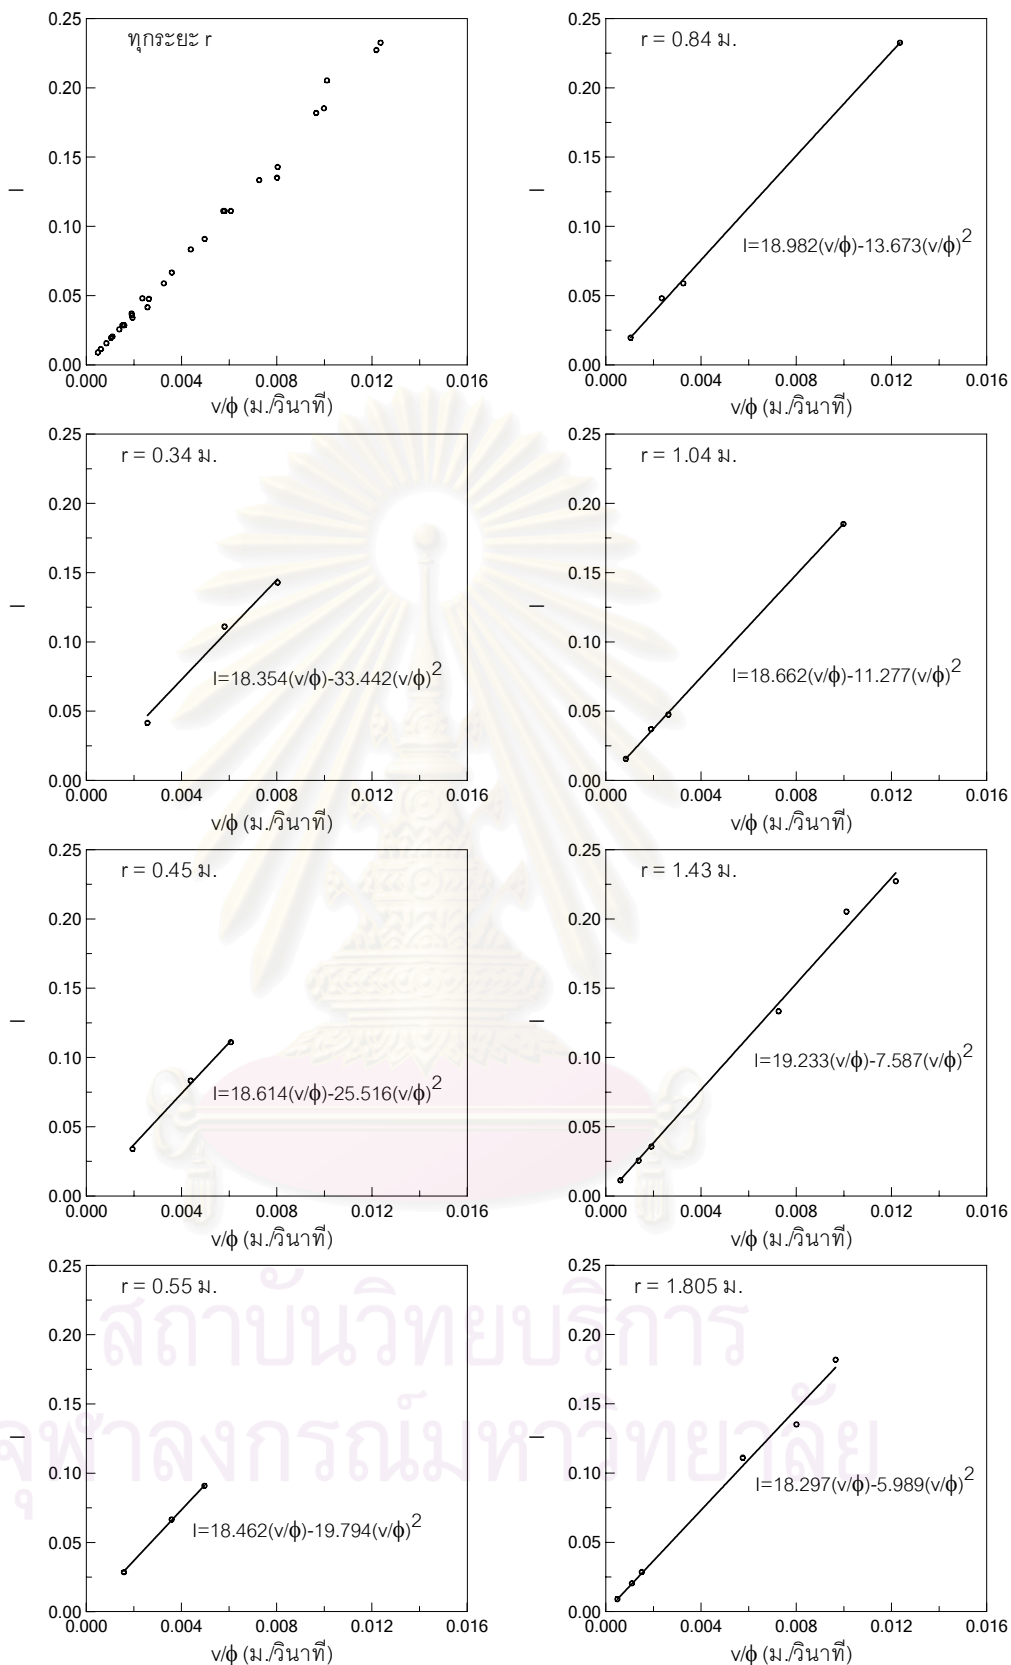 ทุกระยะ r
0.25
0.20
0.15
0.10
0.05
0.00
I
0.000 0.004 0.008 0.012 0.016
v/ϕ (ม./วินาที)
r = 0.84 ม.
I=18.982(v/ϕ)-13.673(v/ϕ)²
0.25
0.20
0.15
0.10
0.05
0.00
I
0.000 0.004 0.008 0.012 0.016
v/ϕ (ม./วินาที)
r = 0.34 ม.
I=18.354(v/ϕ)-33.442(v/ϕ)²
0.25
0.20
0.15
0.10
0.05
0.00
I
0.000 0.004 0.008 0.012 0.016
v/ϕ (ม./วินาที)
r = 1.04 ม.
I=18.662(v/ϕ)-11.277(v/ϕ)²
0.25
0.20
0.15
0.10
0.05
0.00
I
0.000 0.004 0.008 0.012 0.016
v/ϕ (ม./วินาที)
r = 0.45 ม.
I=18.614(v/ϕ)-25.516(v/ϕ)²
0.25
0.20
0.15
0.10
0.05
0.00
I
0.000 0.004 0.008 0.012 0.016
v/ϕ (ม./วินาที)
r = 1.43 ม.
I=19.233(v/ϕ)-7.587(v/ϕ)²
0.25
0.20
0.15
0.10
0.05
0.00
I
0.000 0.004 0.008 0.012 0.016
v/ϕ (ม./วินาที)
r = 0.55 ม.
I=18.462(v/ϕ)-19.794(v/ϕ)²
0.25
0.20
0.15
0.10
0.05
0.00
I
0.000 0.004 0.008 0.012 0.016
v/ϕ (ม./วินาที)
r = 1.805 ม.
I=18.297(v/ϕ)-5.989(v/ϕ)²
0.25
0.20
0.15
0.10
0.05
0.00
I
0.000 0.004 0.008 0.012 0.016
v/ϕ (ม./วินาที)
สถาบันวิทยบริการ
จุฬาลงกรณ์มหาวิทยาลัย